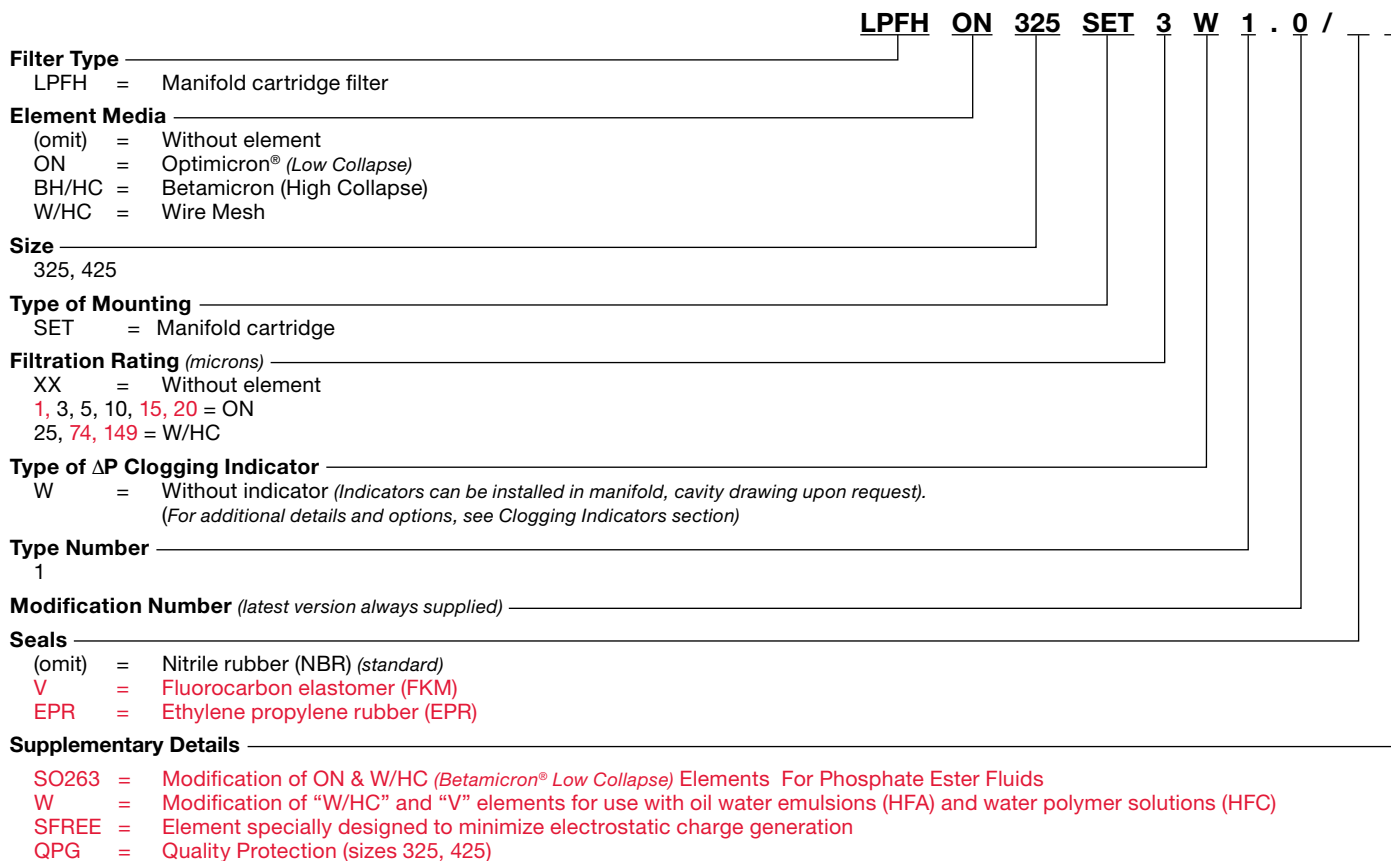 LPFH ON 325 SET 3 W 1 . 0 / _ _
Filter Type
LPFH = Manifold cartridge filter
Element Media
(omit) = Without element
ON = Optimicron® (Low Collapse)
BH/HC = Betamicron (High Collapse)
W/HC = Wire Mesh
Size
325, 425
Type of Mounting
SET = Manifold cartridge
Filtration Rating (microns)
XX = Without element
1, 3, 5, 10, 15, 20 = ON
25, 74, 149 = W/HC
Type of ΔP Clogging Indicator
W = Without indicator (Indicators can be installed in manifold, cavity drawing upon request).
(For additional details and options, see Clogging Indicators section)
Type Number
1
Modification Number (latest version always supplied)
Seals
(omit) = Nitrile rubber (NBR) (standard)
V = Fluorocarbon elastomer (FKM)
EPR = Ethylene propylene rubber (EPR)
Supplementary Details
SO263 = Modification of ON & W/HC (Betamicron® Low Collapse) Elements For Phosphate Ester Fluids
W = Modification of “W/HC” and “V” elements for use with oil water emulsions (HFA) and water polymer solutions (HFC)
SFREE = Element specially designed to minimize electrostatic charge generation
QPG = Quality Protection (sizes 325, 425)